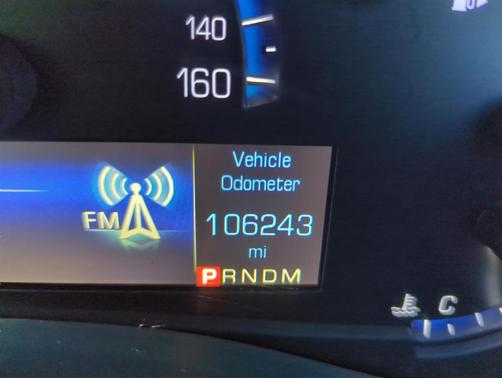 140
160
Vehicle
Odometer
FM
106243
mi
PRNDM
C